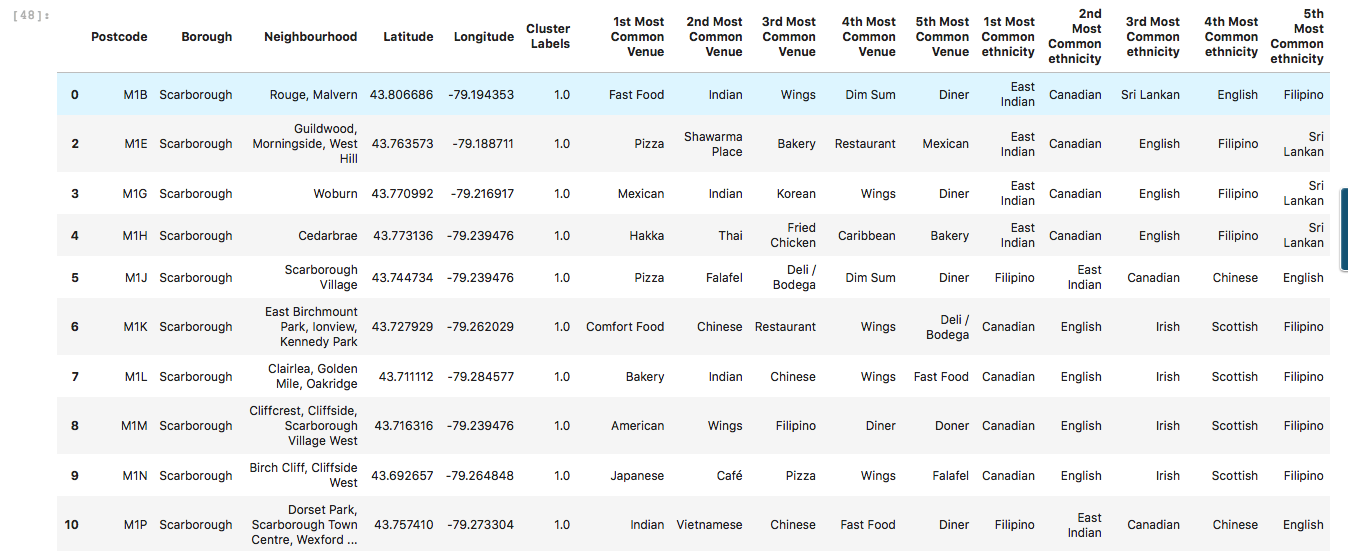 [48]:
Postcode Borough Neighbourhood Latitude Longitude Cluster Labels 1st Most Common Venue 2nd Most Common Venue 3rd Most Common Venue 4th Most Common Venue 5th Most Common Venue 1st Most Common ethnicity 2nd Most Common ethnicity 3rd Most Common ethnicity 4th Most Common ethnicity 5th Most Common ethnicity
0 M1B Scarborough Rouge, Malvern 43.806686 -79.194353 1.0 Fast Food Indian Wings Dim Sum Diner East Indian Canadian Sri Lankan English Filipino
2 M1E Scarborough Guildwood, Morningside, West Hill 43.763573 -79.188711 1.0 Pizza Shawarma Place Bakery Restaurant Mexican East Indian Canadian English Filipino Sri Lankan
3 M1G Scarborough Woburn 43.770992 -79.216917 1.0 Mexican Indian Korean Wings Diner East Indian Canadian English Filipino Sri Lankan
4 M1H Scarborough Cedarbrae 43.773136 -79.239476 1.0 Hakka Thai Fried Chicken Caribbean Bakery East Indian Canadian English Filipino Sri Lankan
5 M1J Scarborough Scarborough Village 43.744734 -79.239476 1.0 Pizza Falafel Deli / Bodega Dim Sum Diner Filipino East Indian Canadian Chinese English
6 M1K Scarborough East Birchmount Park, Ionview, Kennedy Park 43.727929 -79.262029 1.0 Comfort Food Chinese Restaurant Wings Deli / Bodega Canadian English Irish Scottish Filipino
7 M1L Scarborough Clairlea, Golden Mile, Oakridge 43.711112 -79.284577 1.0 Bakery Indian Chinese Wings Fast Food Canadian English Irish Scottish Filipino
8 M1M Scarborough Cliffcrest, Cliffside, Scarborough Village West 43.716316 -79.239476 1.0 American Wings Filipino Diner Doner Canadian English Irish Scottish Filipino
9 M1N Scarborough Birch Cliff, Cliffside West 43.692657 -79.264848 1.0 Japanese Café Pizza Wings Falafel Canadian English Irish Scottish Filipino
10 M1P Scarborough Dorset Park, Scarborough Town Centre, Wexford ... 43.757410 -79.273304 1.0 Indian Vietnamese Chinese Fast Food Diner Filipino East Indian Canadian Chinese English